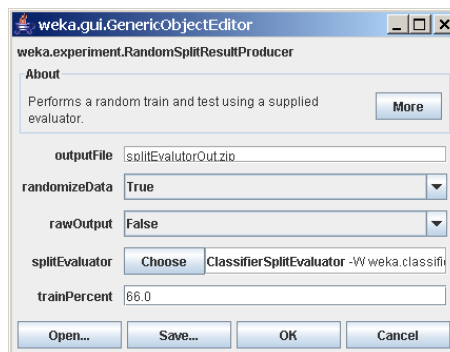 weka.gui.GenericObjectEditor
weka.experiment.RandomSplitResultProducer
About
Performs a random train and test using a supplied
evaluator.
More
outputFile splitEvalutorOut.zip
randomizeData True
rawOutput False
splitEvaluator Choose ClassifierSplitEvaluator -W weka.classifi
trainPercent 66.0
Open... Save... OK Cancel